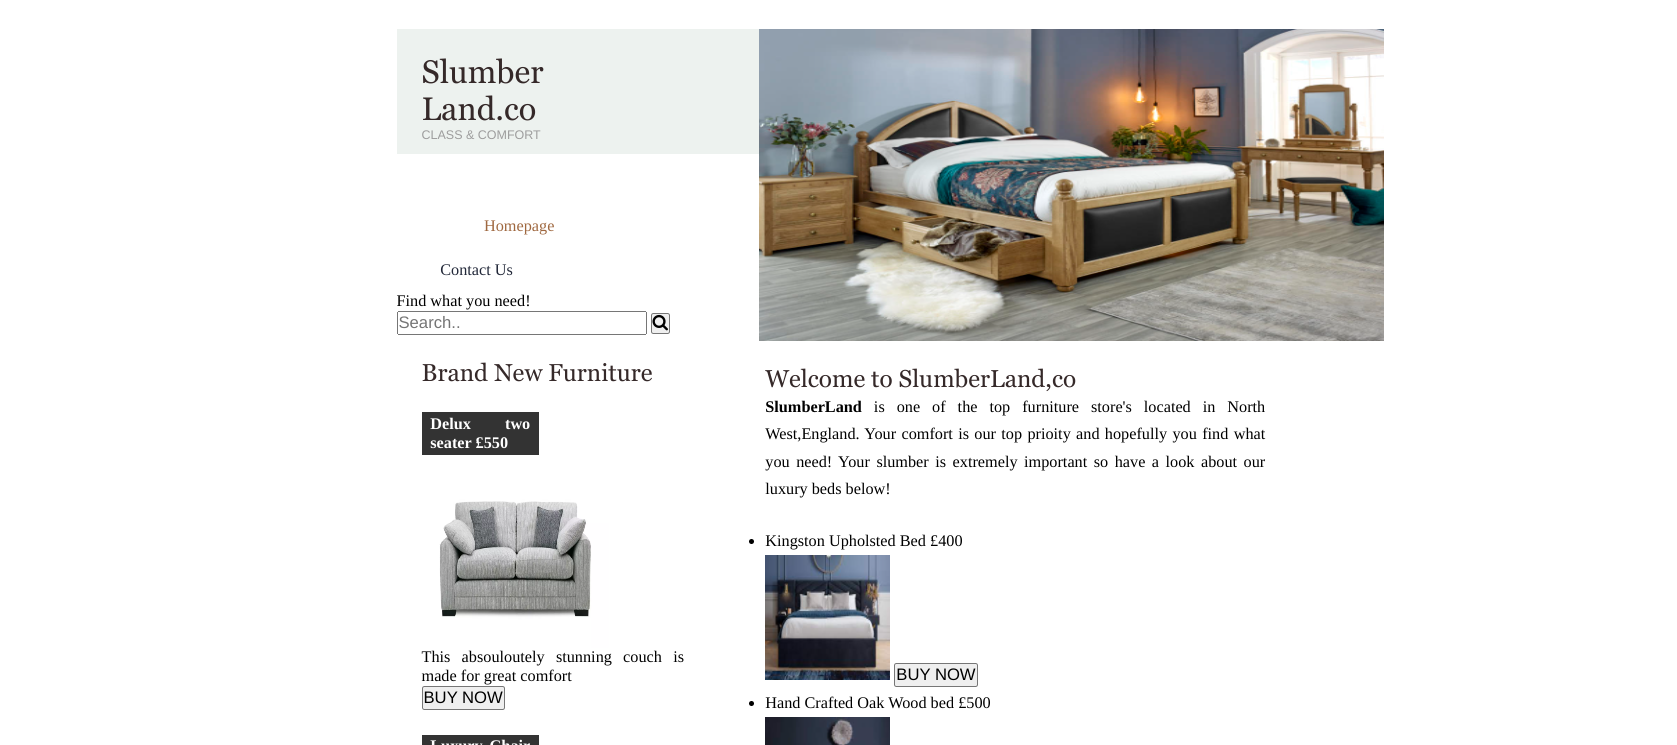 Slumber
Land.co
CLASS & COMFORT
Homepage
Contact Us
Find what you need!
Search..
Brand New Furniture
Delux two
seater £550
This absouloutely stunning couch is
made for great comfort
BUY NOW
Luxury Chair
Welcome to SlumberLand,co
SlumberLand is one of the top furniture store's located in North
West,England. Your comfort is our top prioity and hopefully you find what
you need! Your slumber is extremely important so have a look about our
luxury beds below!
Kingston Upholsted Bed £400
BUY NOW
Hand Crafted Oak Wood bed £500